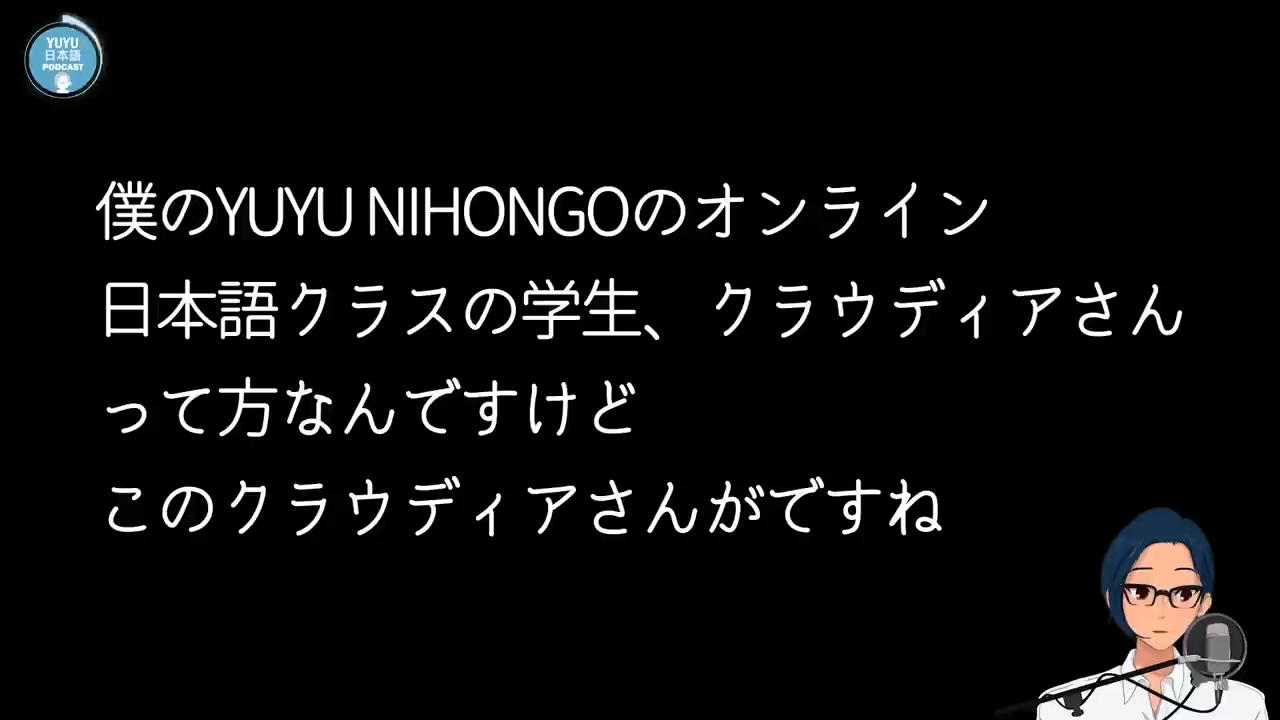 YUYU
日本語
PODCAST
僕のYUYU NIHONGOのオンライン
日本語クラスの学生、クラウディアさん
って方なんですけど
このクラウディアさんがですね